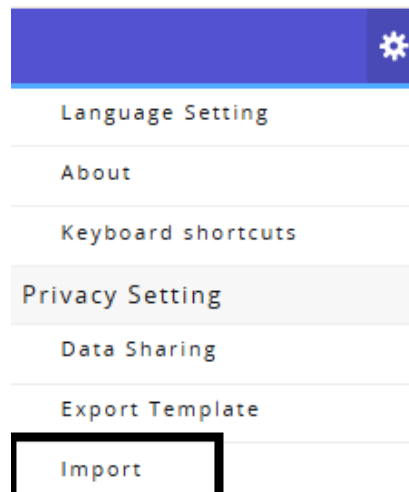 Language Setting
About
Keyboard shortcuts
Privacy Setting
Data Sharing
Export Template
Import